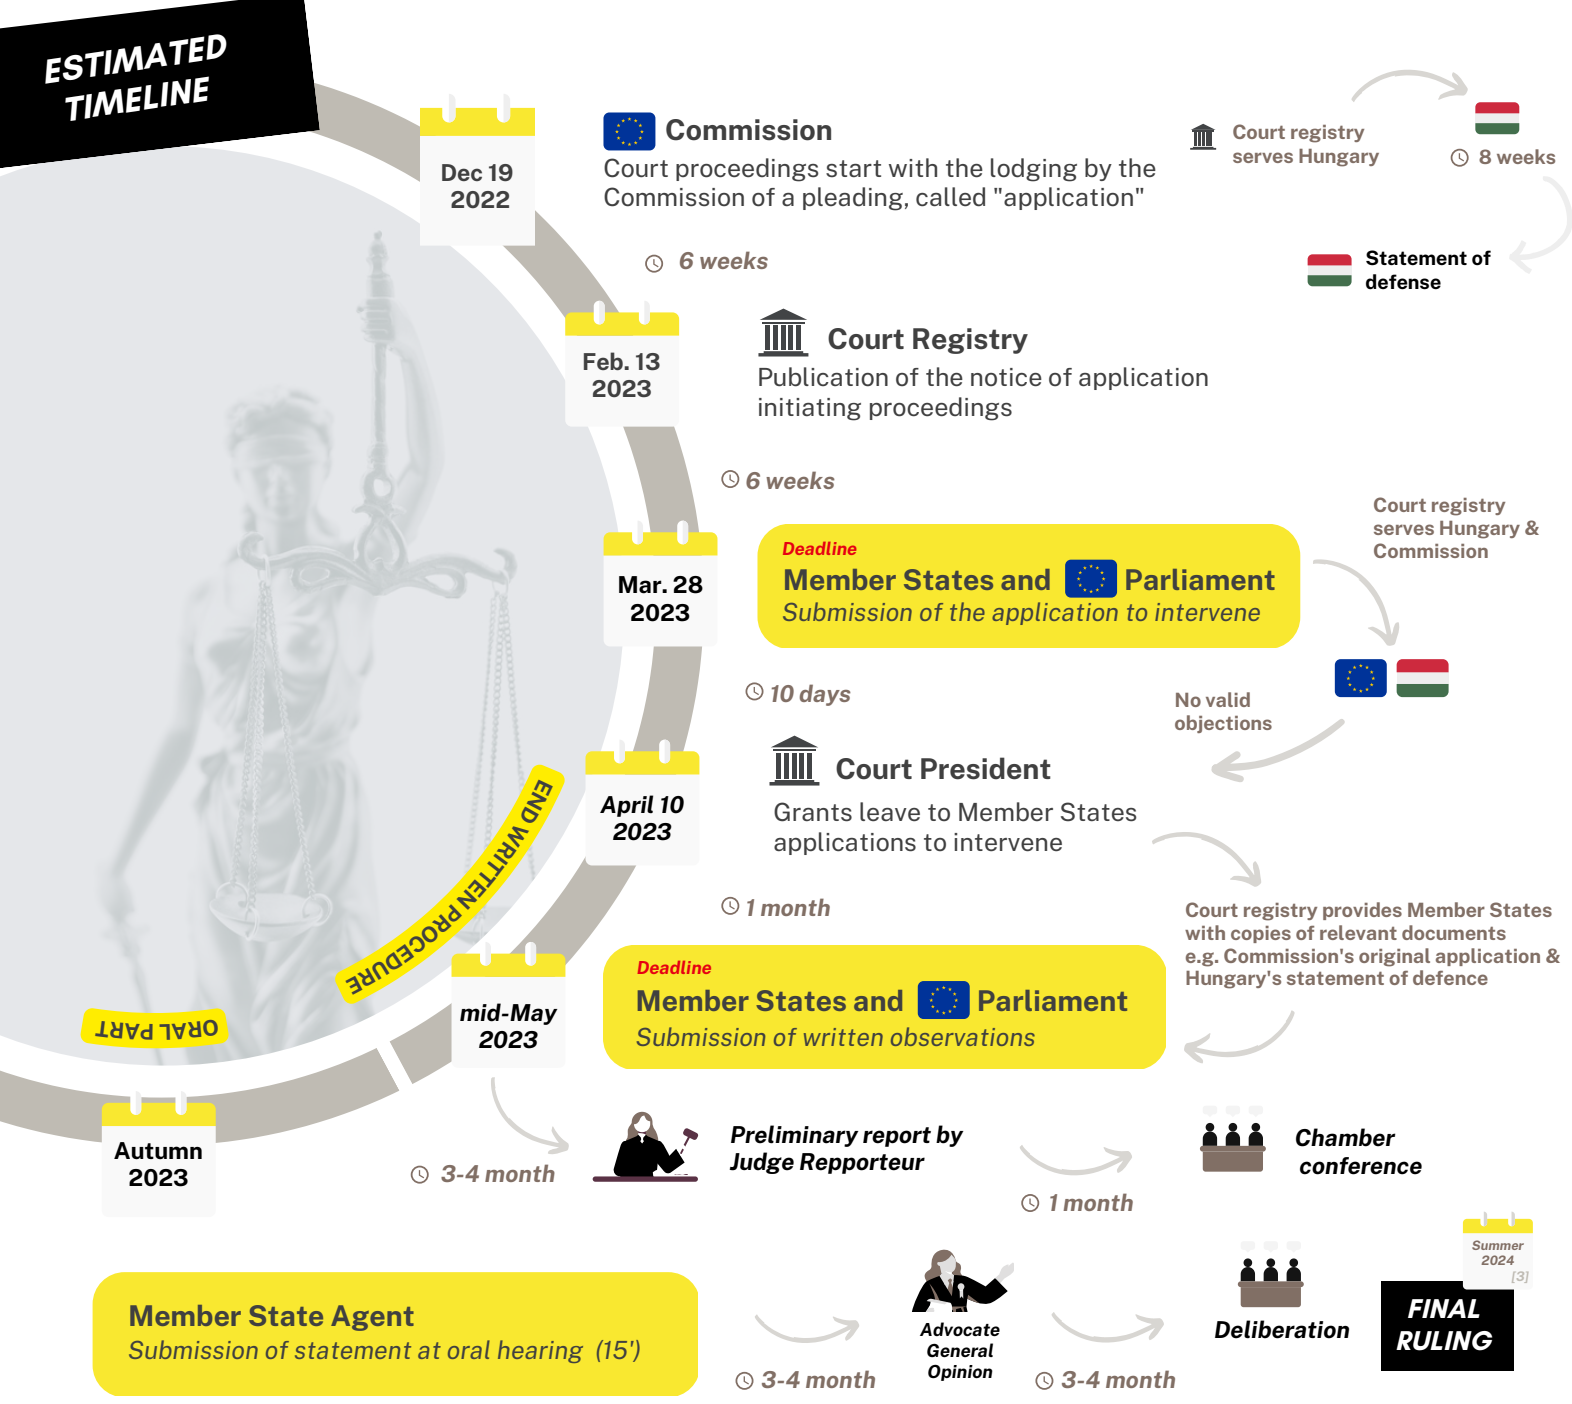 ESTIMATED
TIMELINE
Dec 19
2022
Commission
Court proceedings start with the lodging by the
Commission of a pleading, called "application"
Court registry
serves Hungary
8 weeks
Statement of
defense
6 weeks
Feb. 13
2023
Court Registry
Publication of the notice of application
initiating proceedings
6 weeks
Mar. 28
2023
Deadline
Member States and Parliament
Submission of the application to intervene
Court registry
serves Hungary &
Commission
No valid
objections
10 days
April 10
2023
Court President
Grants leave to Member States
applications to intervene
Court registry provides Member States
with copies of relevant documents
e.g. Commission's original application &
Hungary's statement of defence
1 month
END WRITTEN PROCEDURE
mid-May
2023
Deadline
Member States and Parliament
Submission of written observations
ORAL PART
3-4 month
Preliminary report by
Judge Repporteur
1 month
Chamber
conference
Autumn
2023
Member State Agent
Submission of statement at oral hearing (15')
3-4 month
Advocate
General
Opinion
3-4 month
Deliberation
Summer
2024
[3]
FINAL
RULING